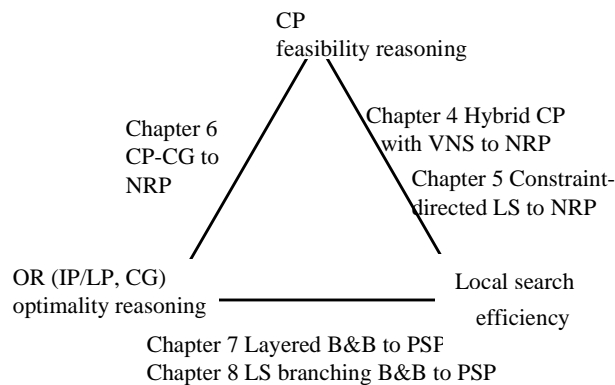 CP
feasibility reasoning
Chapter 6
CP-CG to
NRP
Chapter 4 Hybrid CP
with VNS to NRP
Chapter 5 Constraint-
directed LS to NRP
OR (IP/LP, CG)
optimality reasoning
Local search
efficiency
Chapter 7 Layered B&B to PSP
Chapter 8 LS branching B&B to PSP